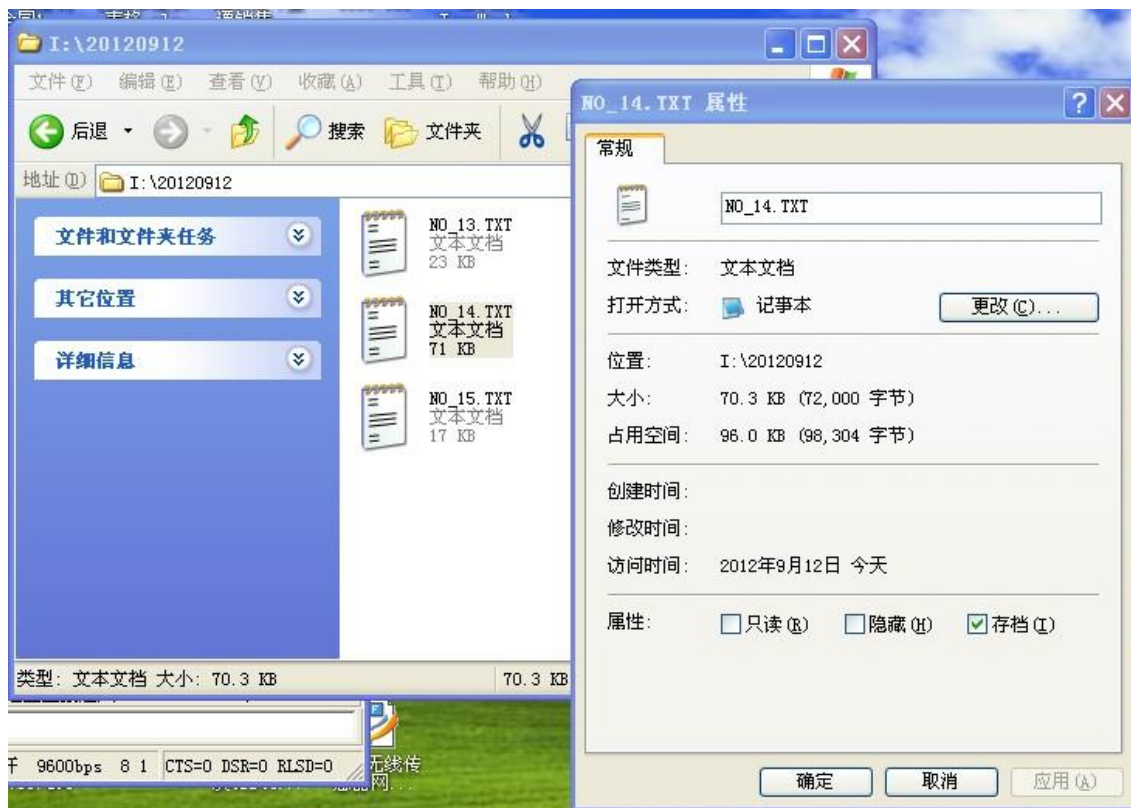 I:\20120912
文件(F) 编辑(E) 查看(V) 收藏(A) 工具(T) 帮助(H)
后退 搜索 文件夹
地址(D) I:\20120912
文件和文件夹任务
其它位置
详细信息
NO_13.TXT
文本文档
23 KB
NO_14.TXT
文本文档
71 KB
NO_15.TXT
文本文档
17 KB
类型: 文本文档 大小: 70.3 KB 70.3 KB
NO_14.TXT 属性
常规
NO_14.TXT
文件类型: 文本文档
打开方式: 记事本 更改(C)...
位置: I:\20120912
大小: 70.3 KB (72,000 字节)
占用空间: 96.0 KB (98,304 字节)
创建时间:
修改时间:
访问时间: 2012年9月12日 今天
属性: 只读(R) 隐藏(H) 存档(I)
确定 取消 应用(A)
9600bps 8 1 CTS=0 DSR=0 RLSD=0
无线传